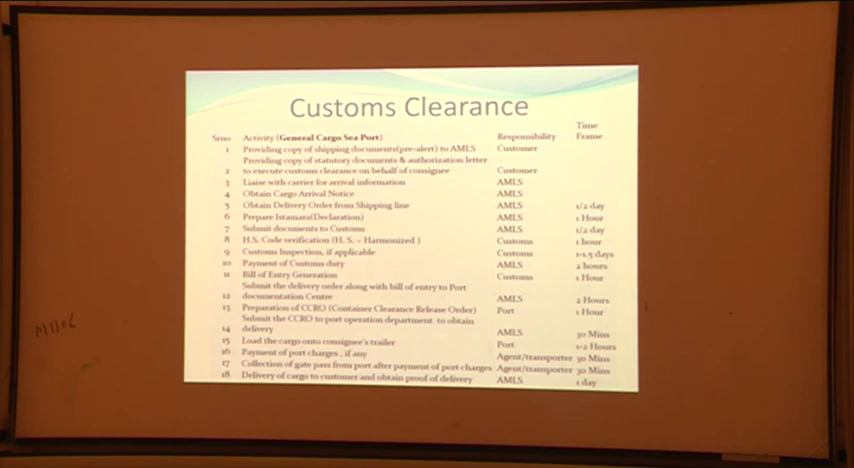 Customs Clearance
Time
Srno Activity (General Cargo Sea Port) Responsibility Frame
1 Providing copy of shipping documents(pre-alert) to AMLS Customer
Providing copy of statutory documents & authorization letter
2 to execute customs clearance on behalf of consignee Customer
3 Liaise with carrier for arrival information AMLS
4 Obtain Cargo Arrival Notice AMLS
5 Obtain Delivery Order from Shipping line AMLS 1/2 day
6 Prepare Istamara(Declaration) AMLS 1 Hour
7 Submit documents to Customs AMLS 1/2 day
8 H.S. Code verification (H. S. = Harmonized ) Customs 1 hour
9 Customs Inspection, if applicable Customs 1-1.5 days
10 Payment of Customs duty AMLS 2 hours
11 Bill of Entry Generation Customs 1 Hour
Submit the delivery order along with bill of entry to Port
12 documentation Centre AMLS 2 Hours
13 Preparation of CCRO (Container Clearance Release Order) Port 1 Hour
Submit the CCRO to port operation department to obtain
14 delivery AMLS 30 Mins
15 Load the cargo onto consignee's trailer Port 1-2 Hours
16 Payment of port charges , if any Agent/transporter 30 Mins
17 Collection of gate pass from port after payment of port charges Agent/transporter 30 Mins
18 Delivery of cargo to customer and obtain proof of delivery AMLS 1 day